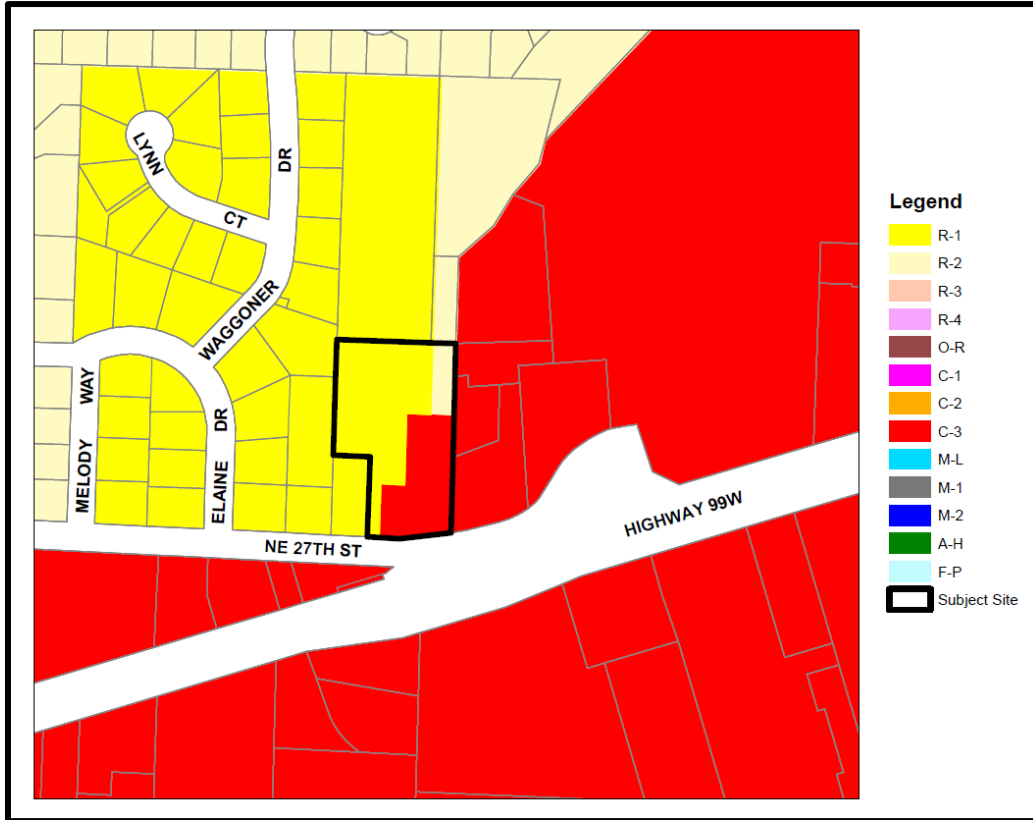 LYNN
CT
DR
WAGGONER
MELODY WAY
ELAINE DR
NE 27TH ST
HIGHWAY 99W
Legend
R-1
R-2
R-3
R-4
O-R
C-1
C-2
C-3
M-L
M-1
M-2
A-H
F-P
Subject Site